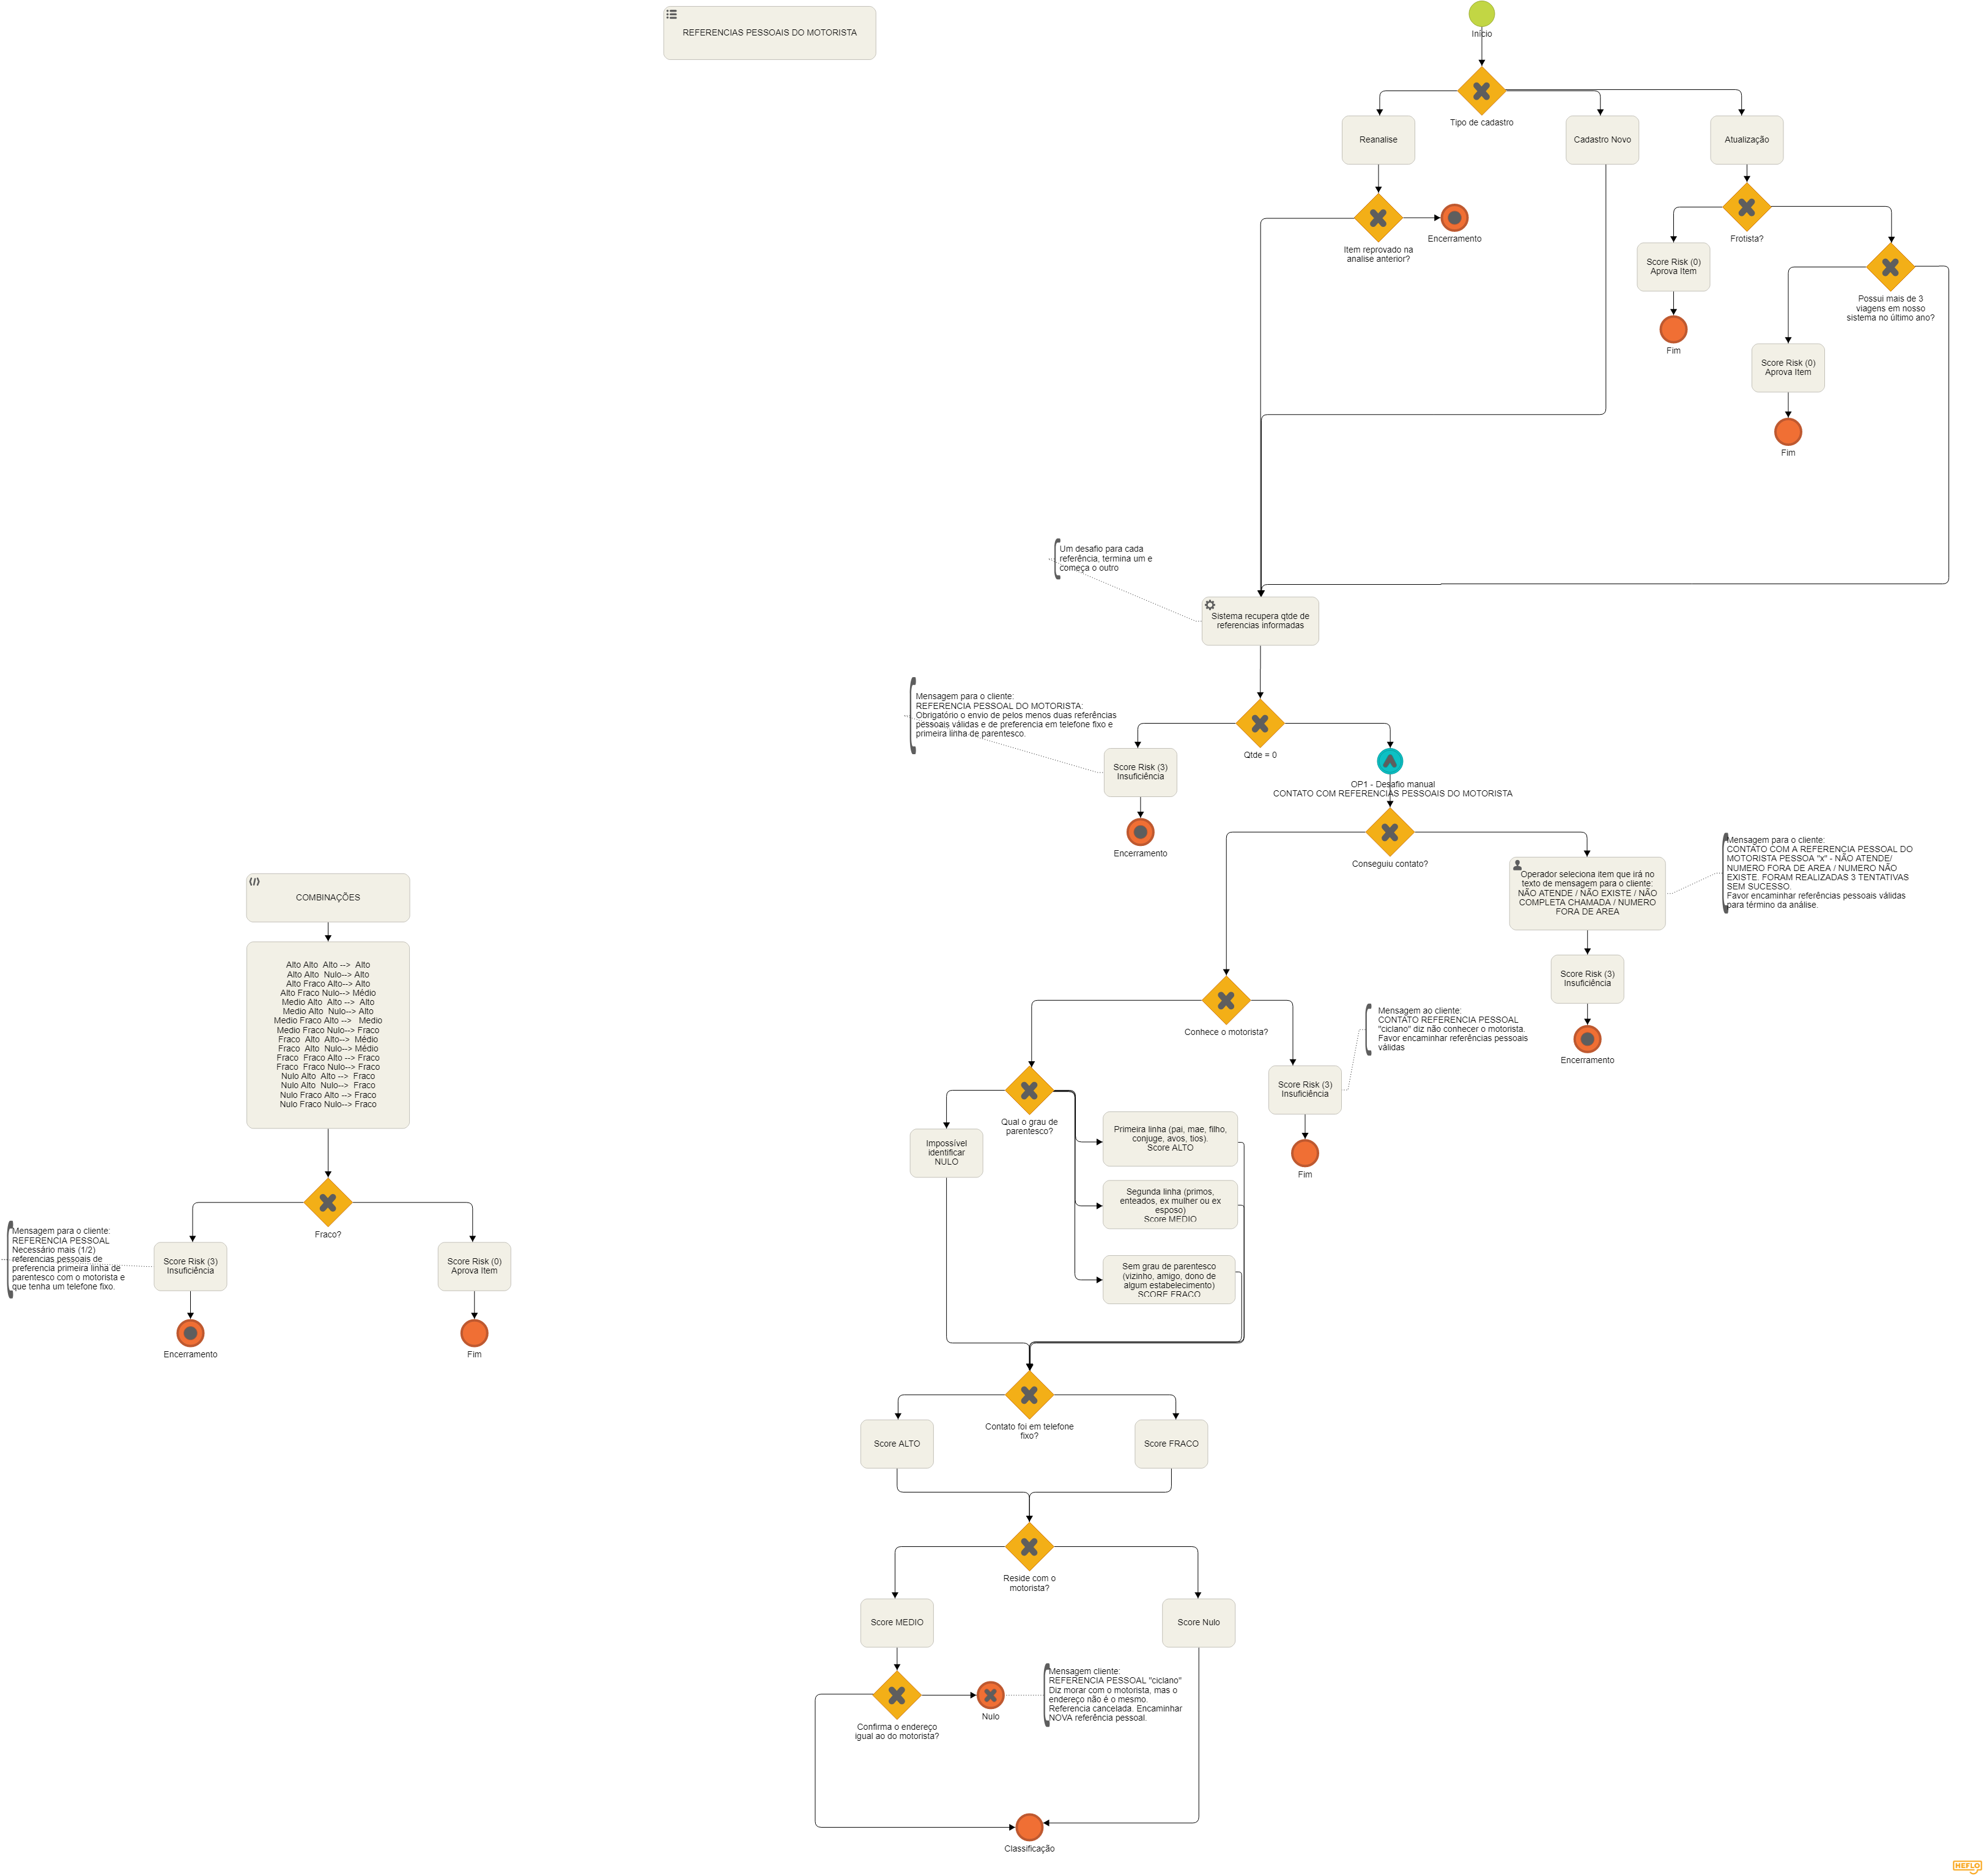 REFERENCIAS PESSOAIS DO MOTORISTA
Início
Tipo de cadastro
Reanalise
Cadastro Novo
Atualização
Item reprovado na
analise anterior?
Encerramento
Frotista?
Score Risk (0)
Aprova Item
Fim
Possui mais de 3
viagens em nosso
sistema no último ano?
Score Risk (0)
Aprova Item
Fim
Um desafio para cada
referência, termina um e
começa o outro
Sistema recupera qtde de
referencias informadas
Mensagem para o cliente:
REFERENCIA PESSOAL DO MOTORISTA:
Obrigatório o envio de pelo menos duas referências
pessoais válidas e de preferencia em telefone fixo e
primeira linha de parentesco.
Qtde = 0
Score Risk (3)
Insuficiência
Encerramento
OP1 - Desafio manual
CONTATO COM REFERENCIAS PESSOAIS DO MOTORISTA
Conseguiu contato?
Operador seleciona item que irá no
texto de mensagem para o cliente:
NÃO ATENDE / NÃO EXISTE / NÃO
COMPLETA CHAMADA / NUMERO
FORA DE AREA
Mensagem para o cliente:
CONTATO COM A REFERENCIA PESSOAL DO
MOTORISTA PESSOA "x" - NÃO ATENDE/
NUMERO FORA DE AREA / NUMERO NÃO
EXISTE. FORAM REALIZADAS 3 TENTATIVAS
SEM SUCESSO.
Favor encaminhar referências pessoais válidas
para término da análise.
Score Risk (3)
Insuficiência
Encerramento
Conhece o motorista?
Mensagem ao cliente:
CONTATO REFERENCIA PESSOAL
"ciclano" diz não conhecer o motorista.
Favor encaminhar referências pessoais
válidas
Score Risk (3)
Insuficiência
Fim
Qual o grau de
parentesco?
Impossível
identificar
NULO
Primeira linha (pai, mae, filho,
conjuge, avos, tios).
Score ALTO
Segunda linha (primos,
enteados, ex mulher ou ex
esposo)
Score MEDIO
Sem grau de parentesco
(vizinho, amigo, dono de
algum estabelecimento)
SCORE FRACO
Contato foi em telefone
fixo?
Score ALTO
Score FRACO
Reside com o
motorista?
Score MEDIO
Score Nulo
Confirma o endereço
igual ao do motorista?
Nulo
Mensagem cliente:
REFERENCIA PESSOAL "ciclano"
Diz morar com o motorista, mas o
endereço não é o mesmo.
Referencia cancelada. Encaminhar
NOVA referência pessoal.
Classificação
COMBINAÇÕES
Alto Alto  Alto -->  Alto
Alto Alto  Nulo--> Alto
Alto Fraco Alto--> Alto
Alto Fraco Nulo--> Médio
Medio Alto  Alto -->  Alto
Medio Alto  Nulo--> Alto
Medio Fraco Alto -->   Medio
Medio Fraco Nulo--> Fraco
Fraco  Alto  Alto-->  Médio
Fraco  Alto  Nulo--> Médio
Fraco  Fraco Alto --> Fraco
Fraco  Fraco Nulo--> Fraco
Nulo Alto  Alto -->  Fraco
Nulo Alto  Nulo-->  Fraco
Nulo Fraco Alto --> Fraco
Nulo Fraco Nulo--> Fraco
Fraco?
Mensagem para o cliente:
REFERENCIA PESSOAL
Necessário mais (1/2)
referencias pessoais de
preferencia primeira linha de
parentesco com o motorista e
que tenha um telefone fixo.
Score Risk (3)
Insuficiência
Encerramento
Score Risk (0)
Aprova Item
Fim
HEFLO